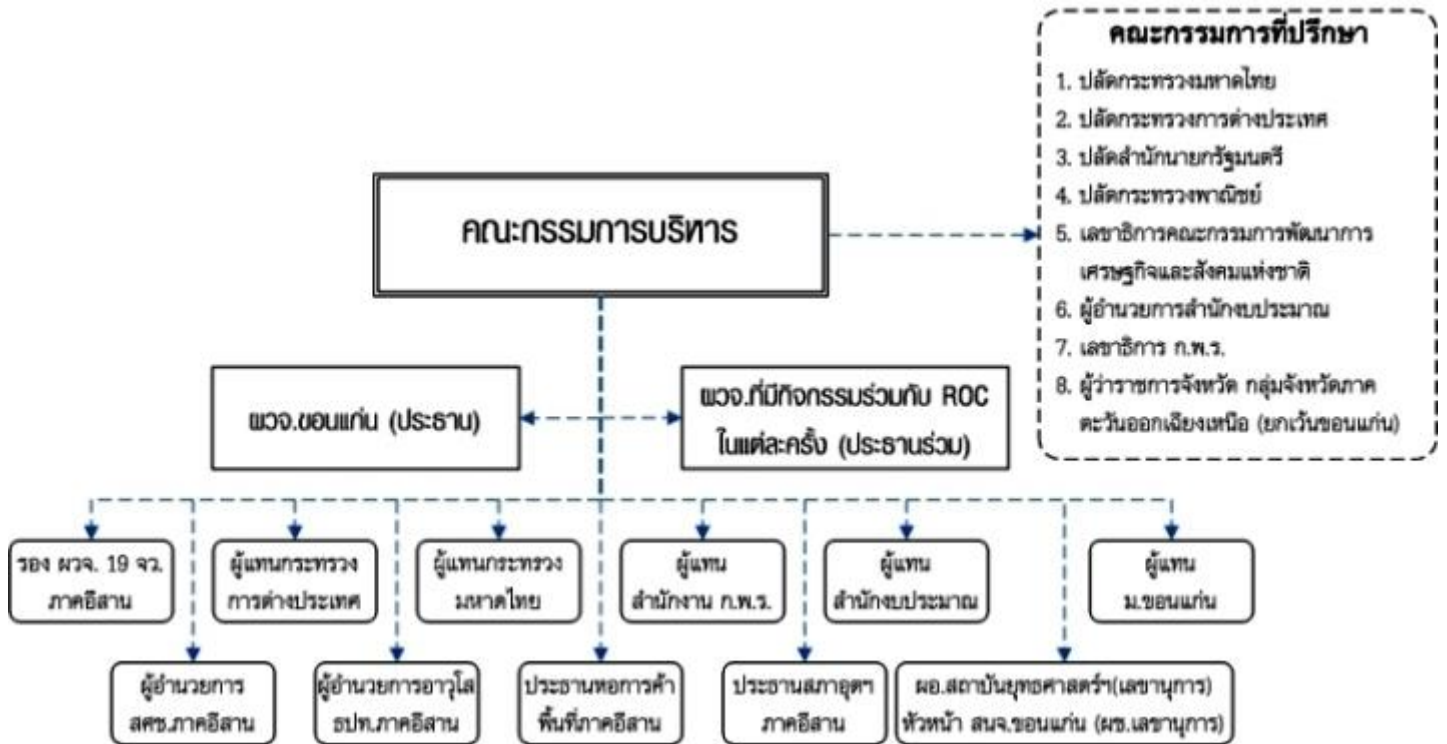 คณะกรรมการที่ปรึกษา
1. ปลัดกระทรวงมหาดไทย
2. ปลัดกระทรวงการต่างประเทศ
3. ปลัดสำนักนายกรัฐมนตรี
4. ปลัดกระทรวงพาณิชย์
5. เลขาธิการคณะกรรมการพัฒนาการ
เศรษฐกิจและสังคมแห่งชาติ
6. ผู้อำนวยการสำนักงบประมาณ
7. เลขาธิการ ก.พ.ร.
8. ผู้ว่าราชการจังหวัด กลุ่มจังหวัดภาค
ตะวันออกเฉียงเหนือ (ยกเว้นขอนแก่น)
คณะกรรมการบริหาร
ผวจ.ขอนแก่น (ประธาน)
ผวจ.ที่มีกิจกรรมร่วมกับ ROC
ในแต่ละครั้ง (ประธานร่วม)
รอง ผวจ. 19 จว.
ภาคอีสาน
ผู้แทนกระทรวง
การต่างประเทศ
ผู้แทนกระทรวง
มหาดไทย
ผู้แทน
สำนักงาน ก.พ.ร.
ผู้แทน
สำนักงบประมาณ
ผู้แทน
ม.ขอนแก่น
ผู้อำนวยการ
สศช.ภาคอีสาน
ผู้อำนวยการอาวุโส
ธปท.ภาคอีสาน
ประธานหอการค้า
พื้นที่ภาคอีสาน
ประธานสภาอุตฯ
ภาคอีสาน
ผอ.สถาบันยุทธศาสตร์ฯ(เลขานุการ)
หัวหน้า สนจ.ขอนแก่น (ผช.เลขานุการ)